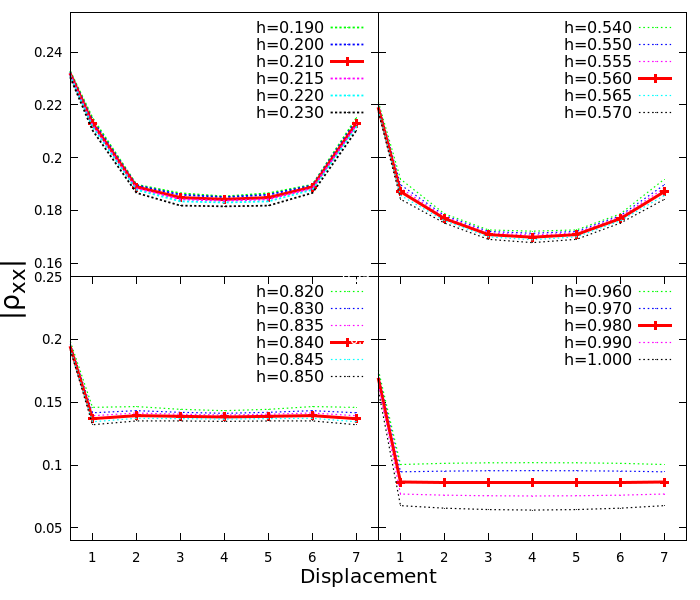 h=0.190
h=0.200
h=0.210
h=0.215
h=0.220
h=0.230
0.24
0.22
0.2
0.18
0.16
h=0.540
h=0.550
h=0.555
h=0.560
h=0.565
h=0.570
|ρxx|
0.25
0.2
0.15
0.1
0.05
h=0.820
h=0.830
h=0.835
h=0.840
h=0.845
h=0.850
h=0.960
h=0.970
h=0.980
h=0.990
h=1.000
1 2 3 4 5 6 7 1 2 3 4 5 6 7
Displacement